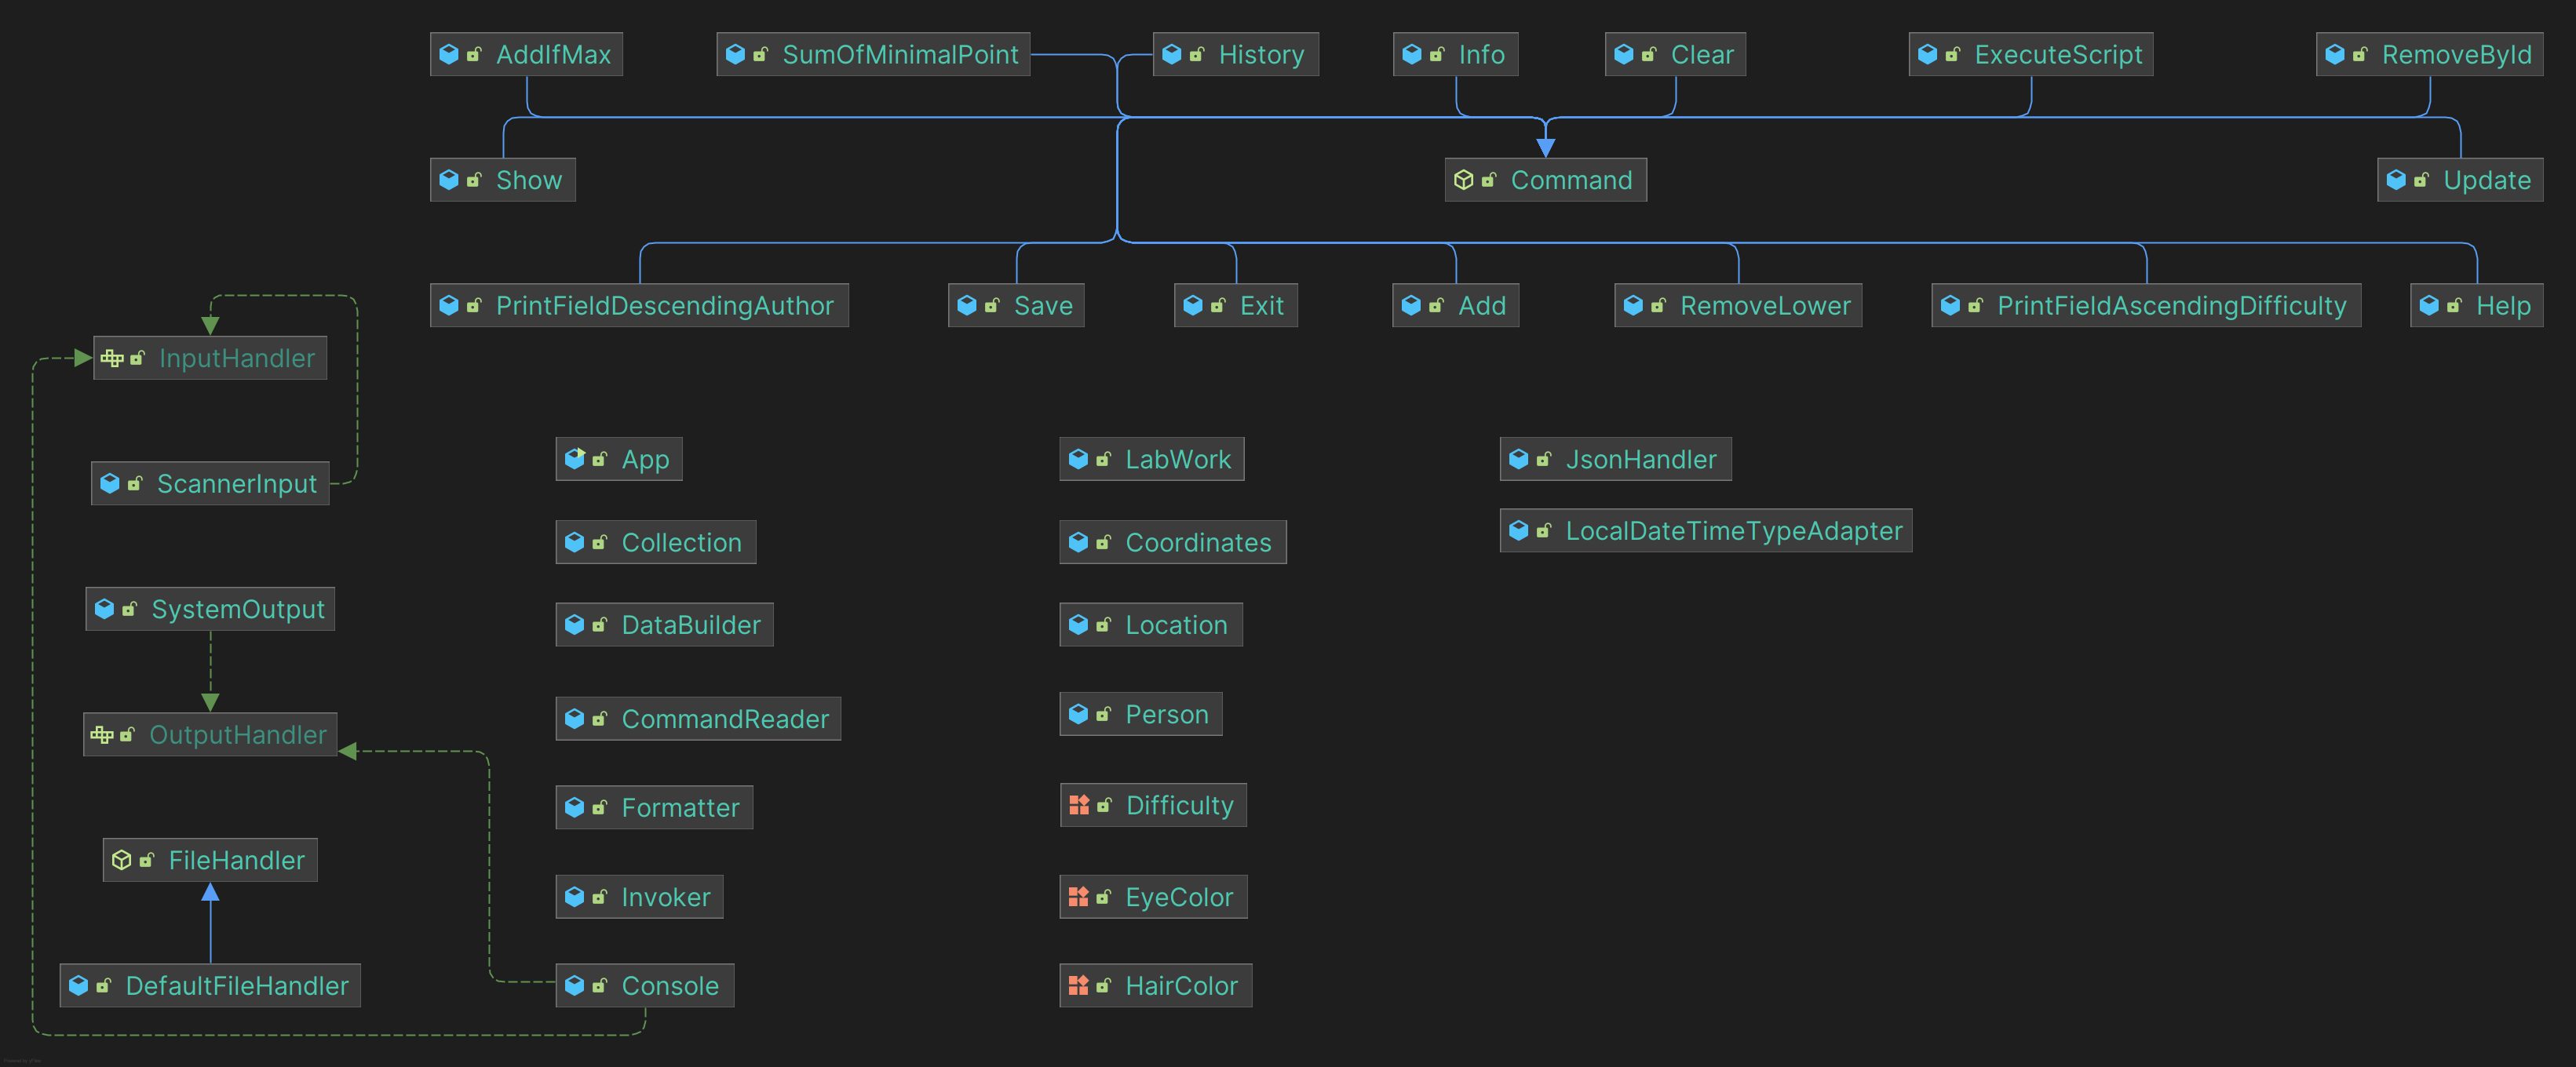 AddIfMax
SumOfMinimalPoint
History
Info
Clear
ExecuteScript
RemoveById
Show
Command
Update
PrintFieldDescendingAuthor
Save
Exit
Add
RemoveLower
PrintFieldAscendingDifficulty
Help
InputHandler
ScannerInput
SystemOutput
OutputHandler
FileHandler
DefaultFileHandler
App
Collection
DataBuilder
CommandReader
Formatter
Invoker
Console
LabWork
Coordinates
Location
Person
Difficulty
EyeColor
HairColor
JsonHandler
LocalDateTimeTypeAdapter